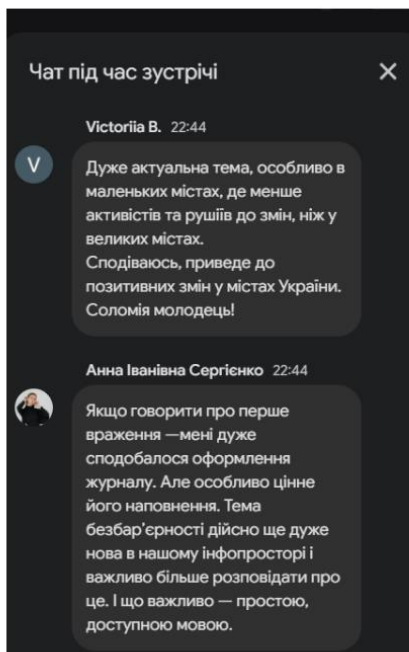 Чат під час зустрічі
Victoriia B. 22:44
V
Дуже актуальна тема, особливо в
маленьких містах, де менше
активістів та рушіїв до змін, ніж у
великих містах.
Сподіваюсь, приведе до
позитивних змін у містах України.
Соломія молодець!
Анна Іванівна Сергієнко 22:44
Якщо говорити про перше
враження —мені дуже
сподобалося оформлення
журналу. Але особливо цінне
його наповнення. Тема
безбар’єрності дійсно ще дуже
нова в нашому інфопросторі і
важливо більше розповідати про
це. І що важливо — простою,
доступною мовою.